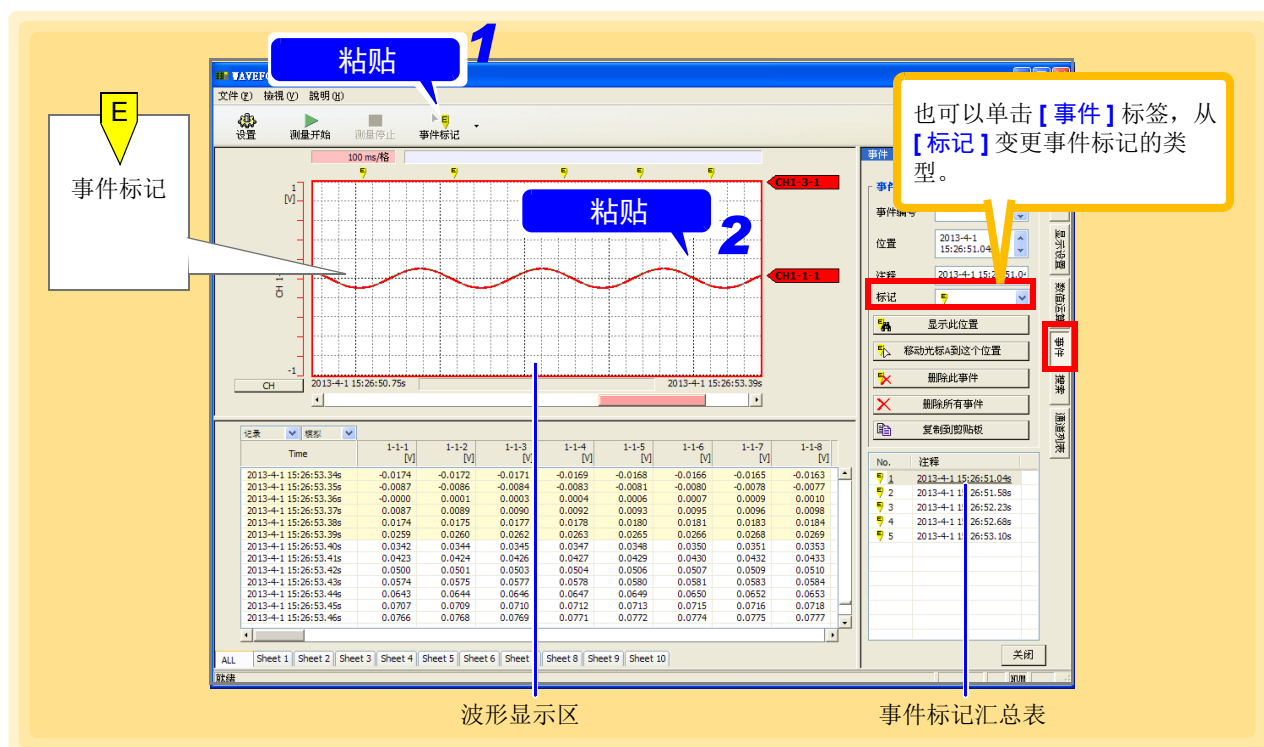 粘贴
1
WAVEFO
文件(F) 檢視(V) 說明(H)
设置 测量开始 测量停止 事件标记
E
事件标记
100 ms/格
1
[V]
-1
CH 1-
CH1-3-1
CH1-1-1
粘贴
2
CH
2013-4-1 15:26:50.75s
2013-4-1 15:26:53.39s
也可以单击 [ 事件 ] 标签，从
[ 标记 ] 变更事件标记的类
型。
事件
事件编号
位置
2013-4-1
15:26:51.04
注释
2013-4-1 15:26:51.04
标记
显示此位置
移动光标A到这个位置
删除此事件
删除所有事件
复制到剪贴板
显示设置
数值运算
事件
搜索
通道列表
记录 模拟
Time 1-1-1 1-1-2 1-1-3 1-1-4 1-1-5 1-1-6 1-1-7 1-1-8
[V] [V] [V] [V] [V] [V] [V] [V]
2013-4-1 15:26:53.34s -0.0174 -0.0172 -0.0171 -0.0169 -0.0168 -0.0166 -0.0165 -0.0163
2013-4-1 15:26:53.35s -0.0087 -0.0086 -0.0084 -0.0083 -0.0081 -0.0080 -0.0078 -0.0077
2013-4-1 15:26:53.36s -0.0000 0.0001 0.0003 0.0004 0.0006 0.0007 0.0009 0.0010
2013-4-1 15:26:53.37s 0.0087 0.0089 0.0090 0.0092 0.0093 0.0095 0.0096 0.0098
2013-4-1 15:26:53.38s 0.0174 0.0175 0.0177 0.0178 0.0180 0.0181 0.0183 0.0184
2013-4-1 15:26:53.39s 0.0259 0.0260 0.0262 0.0263 0.0265 0.0266 0.0268 0.0269
2013-4-1 15:26:53.40s 0.0342 0.0344 0.0345 0.0347 0.0348 0.0350 0.0351 0.0353
2013-4-1 15:26:53.41s 0.0423 0.0424 0.0426 0.0427 0.0429 0.0430 0.0432 0.0433
2013-4-1 15:26:53.42s 0.0500 0.0501 0.0503 0.0504 0.0506 0.0507 0.0509 0.0510
2013-4-1 15:26:53.43s 0.0574 0.0575 0.0577 0.0578 0.0580 0.0581 0.0583 0.0584
2013-4-1 15:26:53.44s 0.0643 0.0644 0.0646 0.0647 0.0649 0.0650 0.0652 0.0653
2013-4-1 15:26:53.45s 0.0707 0.0709 0.0710 0.0712 0.0713 0.0715 0.0716 0.0718
2013-4-1 15:26:53.46s 0.0766 0.0768 0.0769 0.0771 0.0772 0.0774 0.0775 0.0777
No. 注释
1 2013-4-1 15:26:51.04s
2 2013-4-1 15:26:51.58s
3 2013-4-1 15:26:52.23s
4 2013-4-1 15:26:52.68s
5 2013-4-1 15:26:53.10s
ALL Sheet 1 Sheet 2 Sheet 3 Sheet 4 Sheet 5 Sheet 6 Sheet Sheet 8 Sheet 9 Sheet 10
关闭
就绪
NUM
波形显示区
事件标记汇总表